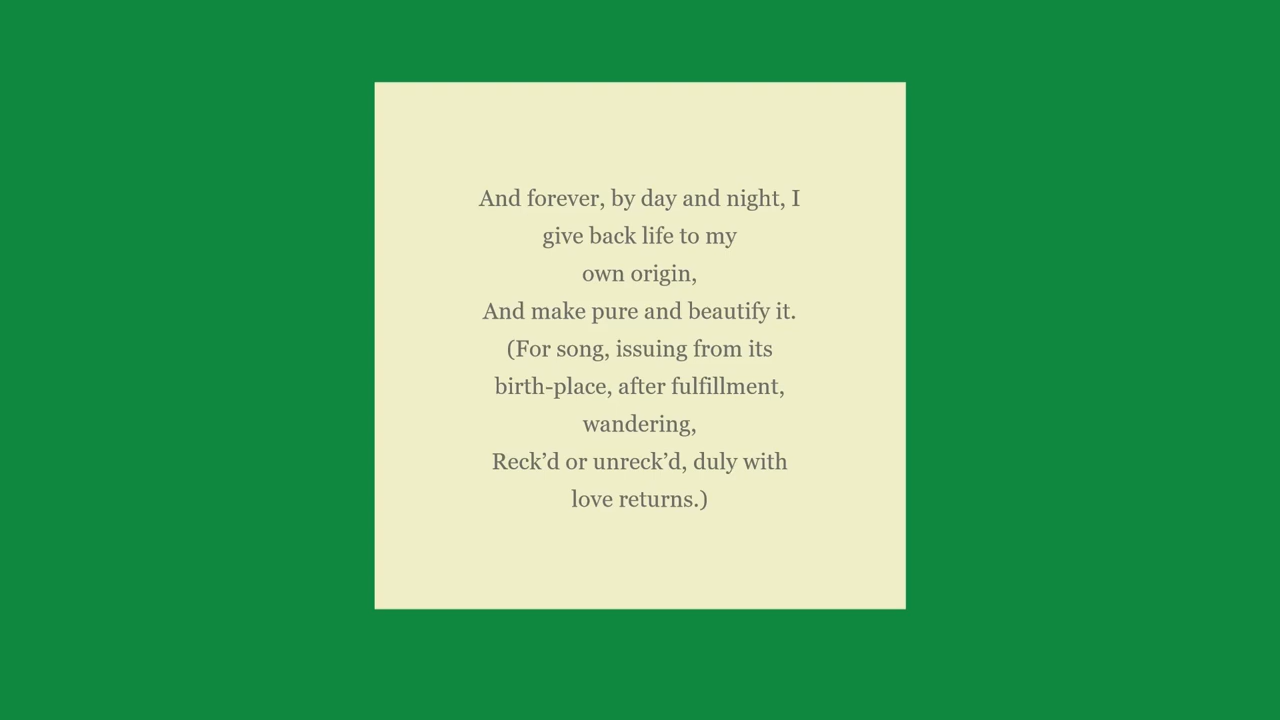 And forever, by day and night, I
give back life to my
own origin,
And make pure and beautify it.
(For song, issuing from its
birth-place, after fulfillment,
wandering,
Reck’d or unreck’d, duly with
love returns.)